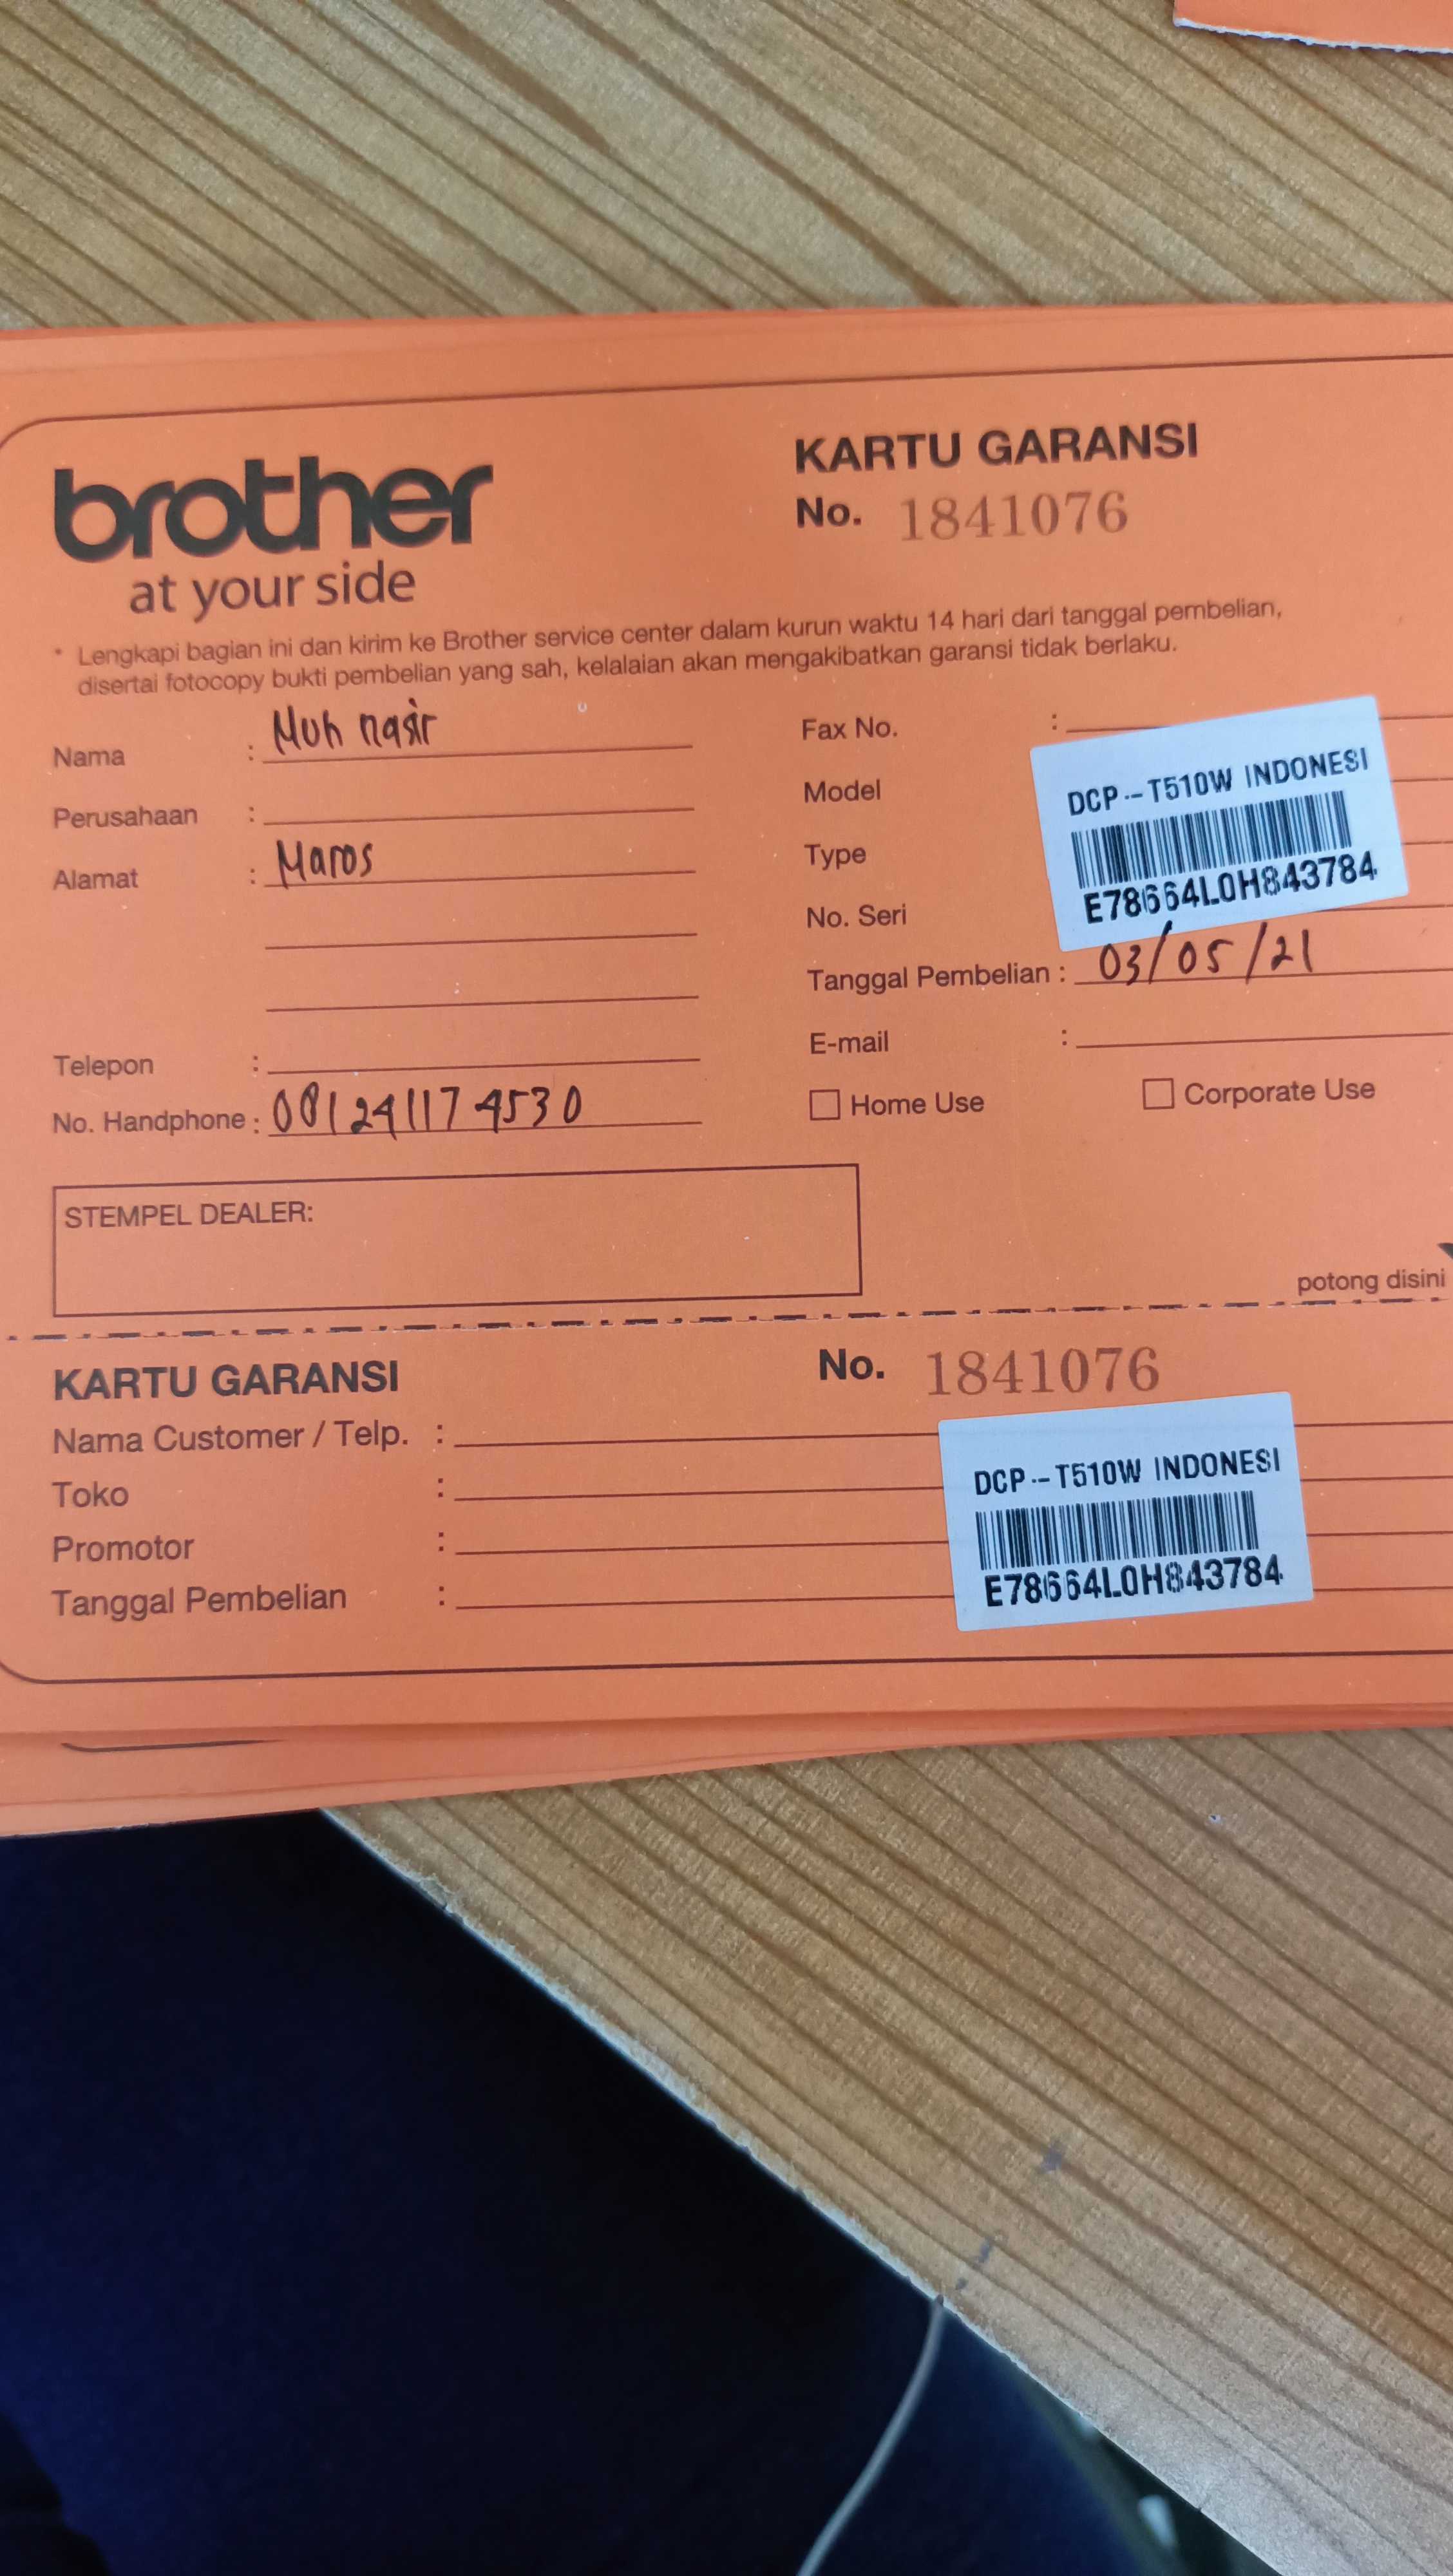 brother
at your side
KARTU GARANSI
No. 1841076
* Lengkapi bagian ini dan kirim ke Brother service center dalam kurun waktu 14 hari dari tanggal pembelian,
disertai fotocopy bukti pembelian yang sah, kelalaian akan mengakibatkan garansi tidak berlaku.
Nama : Muh nasir
Perusahaan :
Alamat : Maros
Telepon :
No. Handphone : 081241174530
Fax No. :
Model
Type
No. Seri
DCP--T510W INDONESI
E78664L0H843784
Tanggal Pembelian : 03/05/21
E-mail :
Home Use
Corporate Use
STEMPEL DEALER:
potong disini
KARTU GARANSI
No. 1841076
Nama Customer / Telp. :
Toko :
Promotor :
Tanggal Pembelian :
DCP--T510W INDONESI
E78664L0H843784